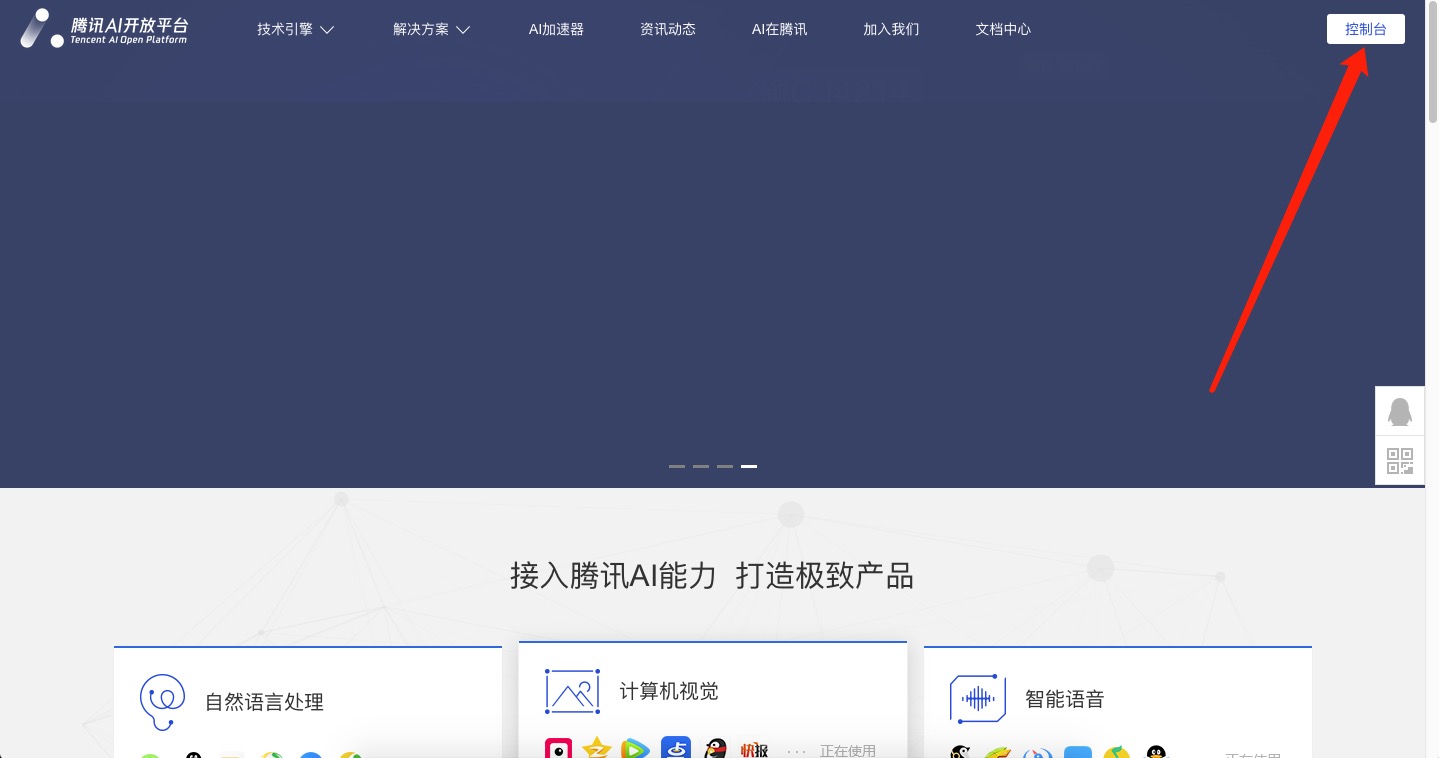 腾讯AI开放平台
Tencent AI Open Platform
技术引擎
解决方案
AI加速器
资讯动态
AI在腾讯
加入我们
文档中心
控制台
接入腾讯AI能力 打造极致产品
自然语言处理
计算机视觉
智能语音
快报
··· 正在使用
正在使用